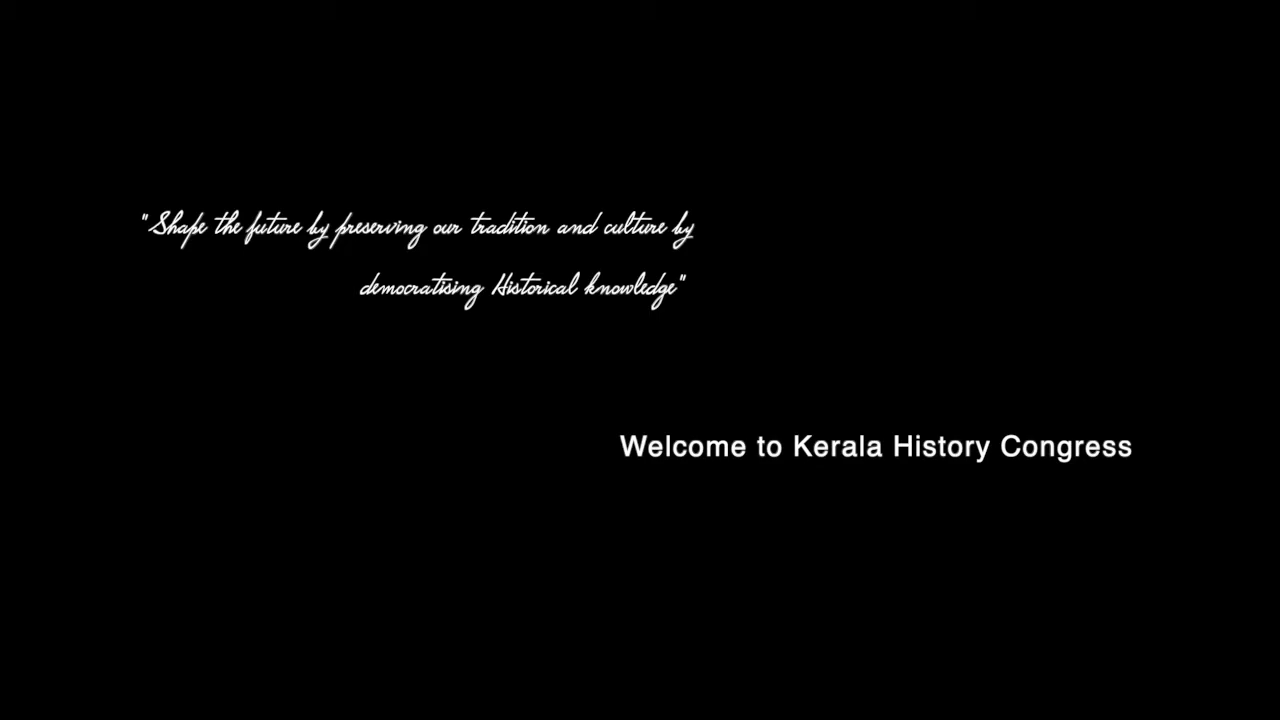 "Shape the future by preserving our tradition and culture by
democratising Historical knowledge"
Welcome to Kerala History Congress